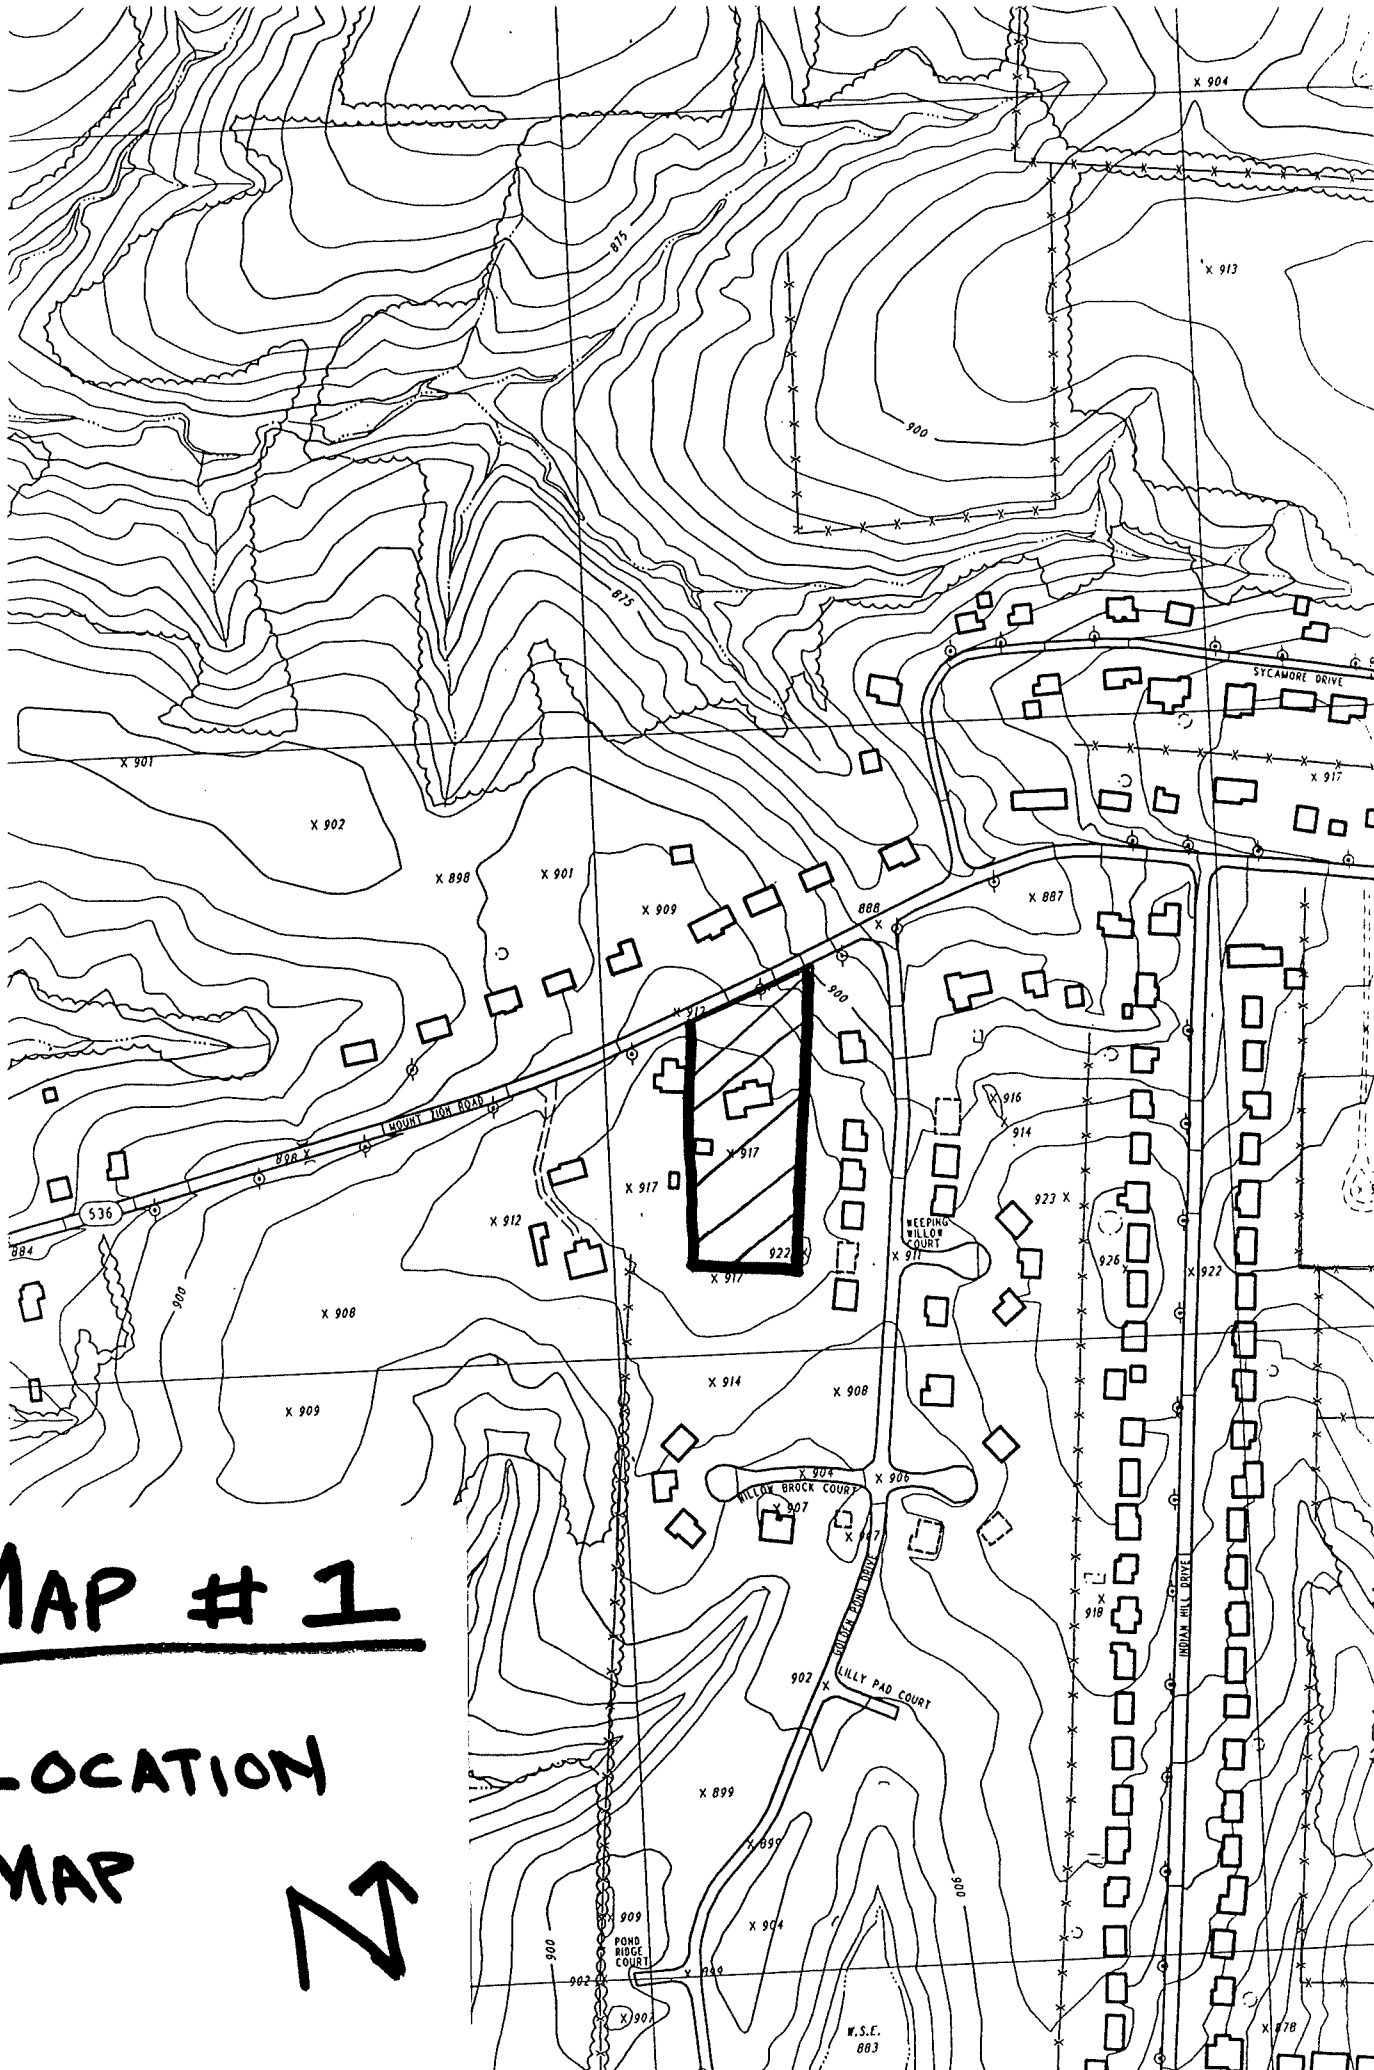 X 904
875
X 913
900
875
SYCAMORE DRIVE
X 901
X 917
X 902
X 898
X 901
X 887
X 909
888
X
900
X 912
MOUNT ZION ROAD
X 916
X
914
898
X 917
X 917
923 X
536
X 912
WEEPING
WILLOW
COURT
884
922
X 911
926
X 922
X 917
900
X 908
X 914
X 908
X 909
X 904
X 906
WILLOW BROCK COURT
X 907
X 907
MAP # 1
GOLDEN POND DRIVE
INDIAN HILL DRIVE
X
918
902 X
LILLY PAD COURT
LOCATION
X 899
MAP
X 899
900
N
X 909
X 904
POND
RIDGE
COURT
900
902
X 899
X 907
W.S.E.
883
X 878